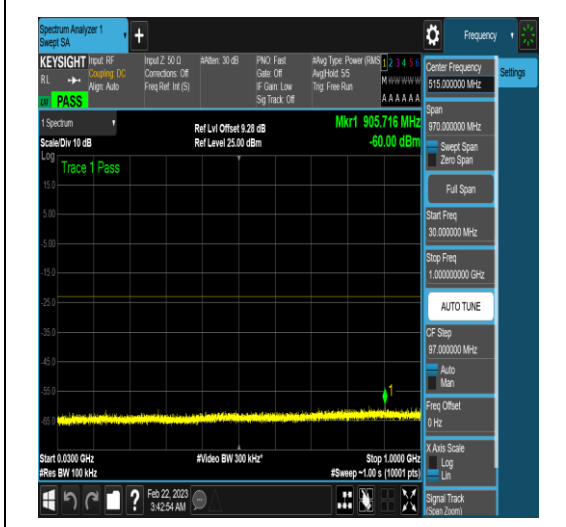 Spectrum Analyzer 1
Swept SA
+
Frequency
KEYSIGHT Input: RF
RL Coupling: DC
Align: Auto
Input Z: 50 Ω
Corrections: Off
Freq Ref: Int (S)
#Atten: 30 dB
PNO: Fast
Gate: Off
IF Gain: Low
Sig Track: Off
#Avg Type: Power (RMS
Avg|Hold: 5/5
Trig: Free Run
1 2 3 4 5 6
M W W W W W
A A A A A A
PASS
1 Spectrum
Scale/Div 10 dB
Ref Lvl Offset 9.28 dB
Ref Level 25.00 dBm
Mkr1 905.716 MHz
-60.00 dBm
Log
Trace 1 Pass
15.0
5.00
-5.00
-15.0
-25.0
-35.0
-45.0
-55.0
-65.0
1
Start 0.0300 GHz
#Res BW 100 kHz
#Video BW 300 kHz*
Stop 1.0000 GHz
#Sweep ~1.00 s (10001 pts)
Feb 22, 2023
3:42:54 AM
?
Center Frequency
515.000000 MHz
Settings
Span
970.000000 MHz
Swept Span
Zero Span
Full Span
Start Freq
30.000000 MHz
Stop Freq
1.000000000 GHz
AUTO TUNE
CF Step
97.000000 MHz
Auto
Man
Freq Offset
0 Hz
X Axis Scale
Log
Lin
Signal Track
(Span Zoom)